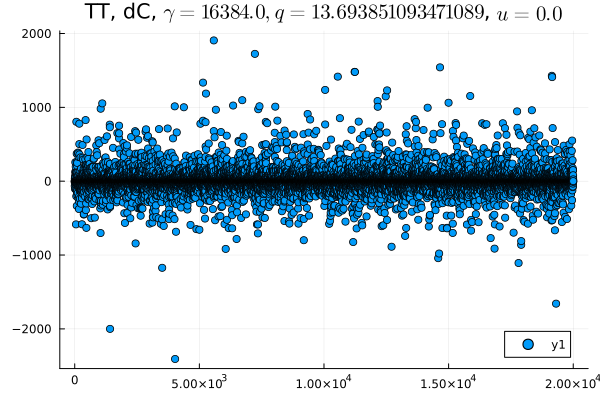 TT, dC, γ = 16384.0, q = 13.693851093471089, u = 0.0
2000
1000
0
−1000
−2000
y1
0 5.00×10³ 1.00×10⁴ 1.50×10⁴ 2.00×10⁴